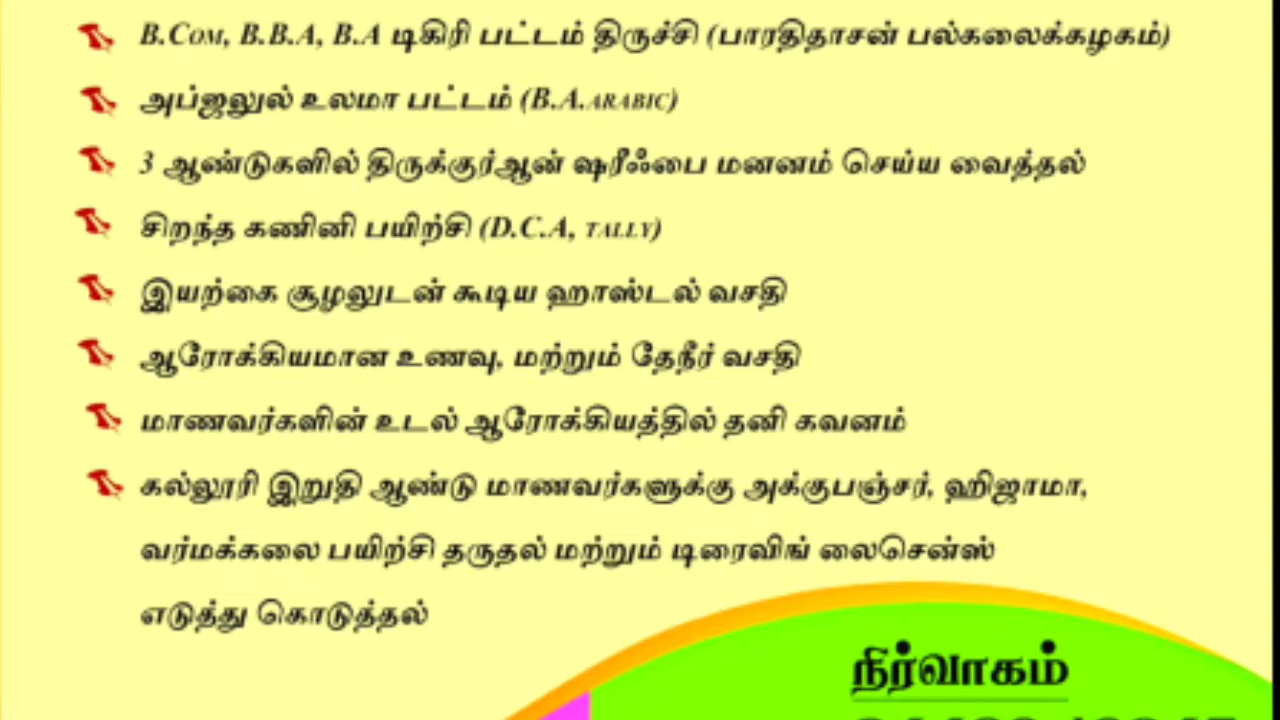 B.COM, B.B.A, B.A டிகிரி பட்டம் திருச்சி (பாரதிதாசன் பல்கலைக்கழகம்)
அப்ஜலுல் உலமா பட்டம் (B.A.ARABIC)
3 ஆண்டுகளில் திருக்குர்ஆன் ஷரீஃபை மனனம் செய்ய வைத்தல்
சிறந்த கணினி பயிற்சி (D.C.A, TALLY)
இயற்கை சூழலுடன் கூடிய ஹாஸ்டல் வசதி
ஆரோக்கியமான உணவு, மற்றும் தேநீர் வசதி
மாணவர்களின் உடல் ஆரோக்கியத்தில் தனி கவனம்
கல்லூரி இறுதி ஆண்டு மாணவர்களுக்கு அக்குபஞ்சர், ஹிஜாமா,
வர்மக்கலை பயிற்சி தருதல் மற்றும் டிரைவிங் லைசென்ஸ்
எடுத்து கொடுத்தல்
நிர்வாகம்